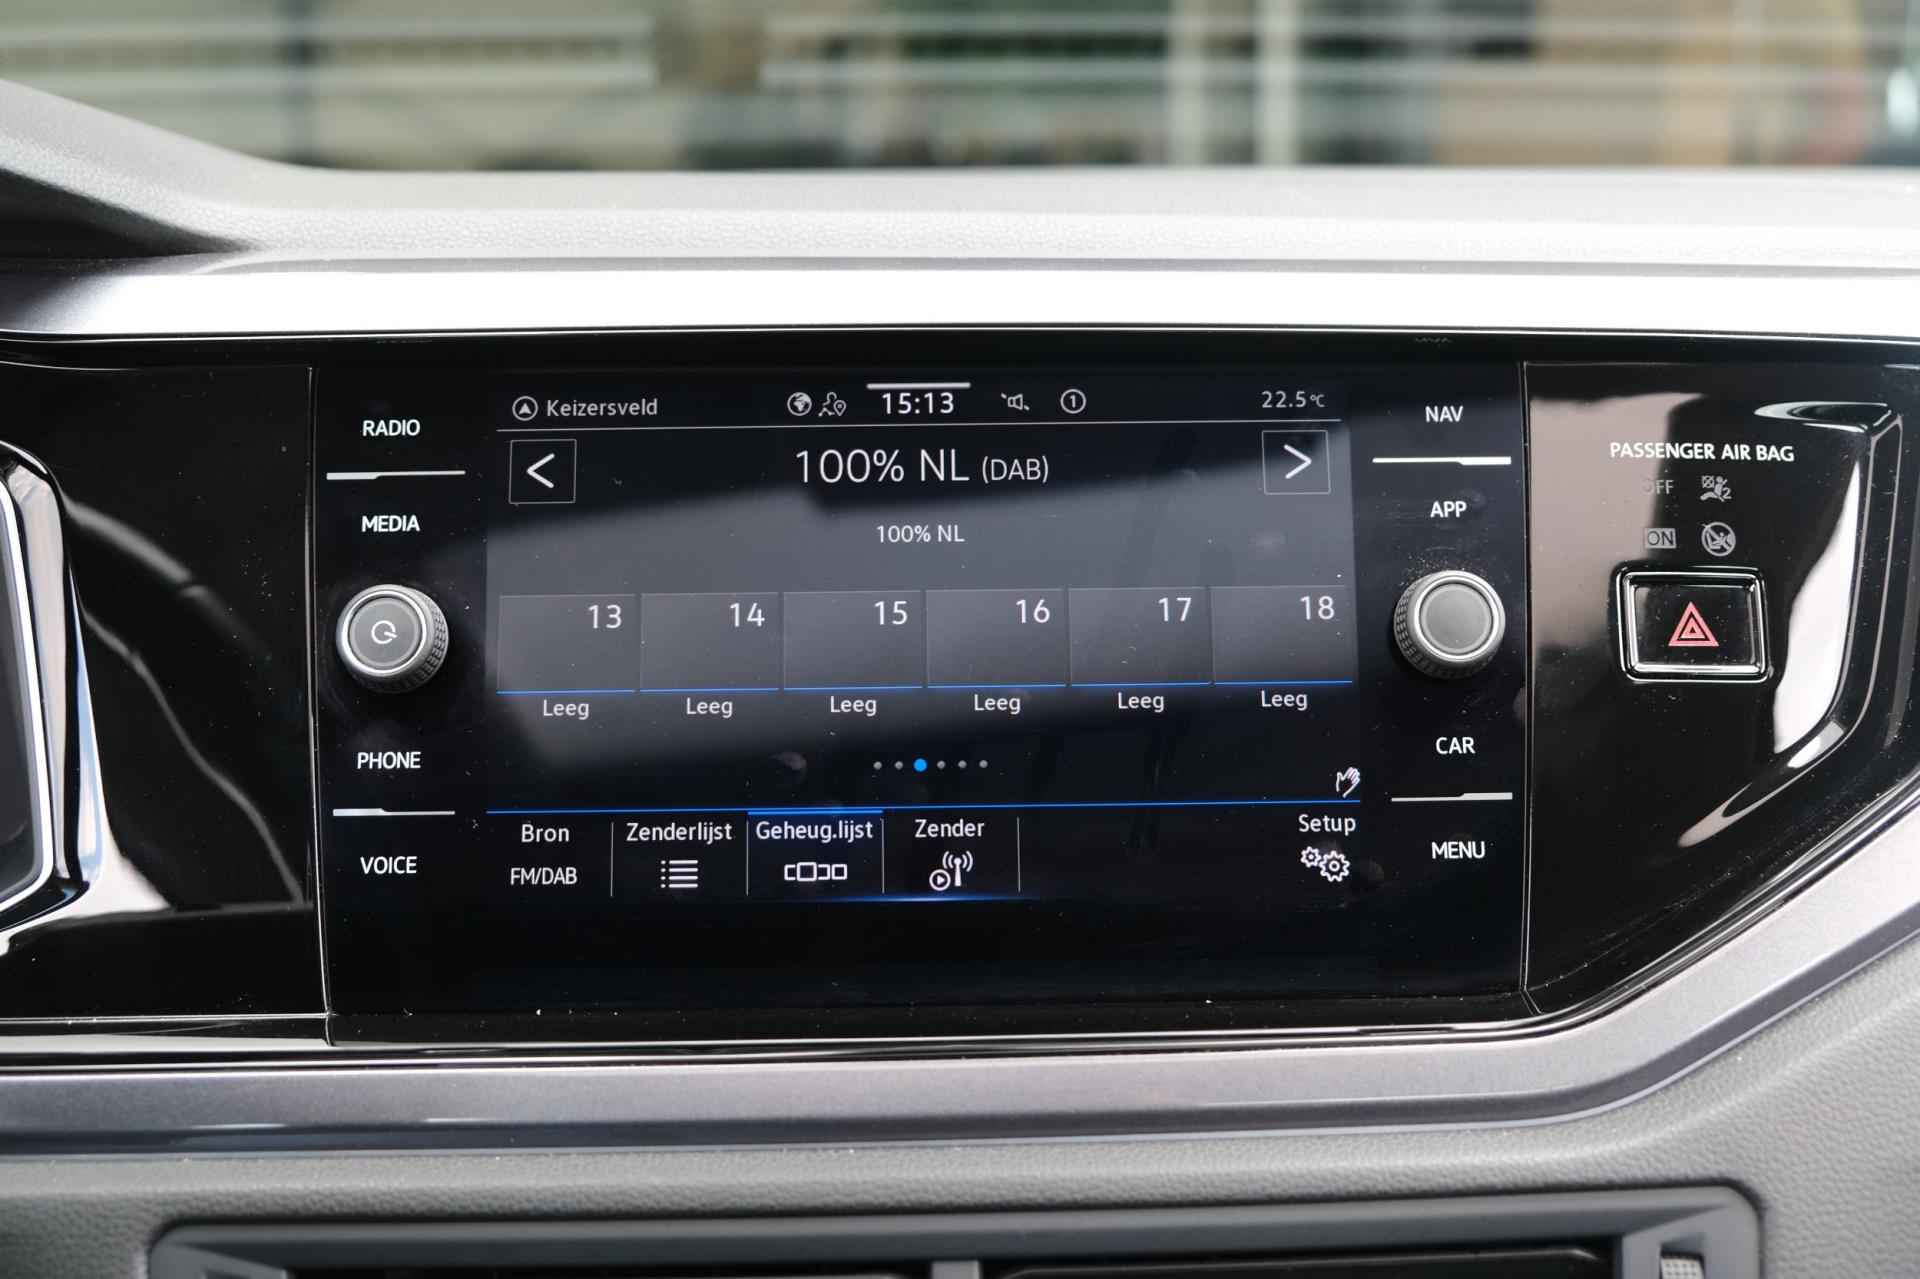 RADIO
MEDIA
PHONE
VOICE
Keizersveld 15:13 1 22.5°C
< 100% NL (DAB) >
100% NL
13 14 15 16 17 18
Leeg Leeg Leeg Leeg Leeg Leeg
Bron Zenderlijst Geheug.lijst Zender Setup
FM/DAB
NAV
APP
CAR
MENU
PASSENGER AIR BAG
OFF 2
ON